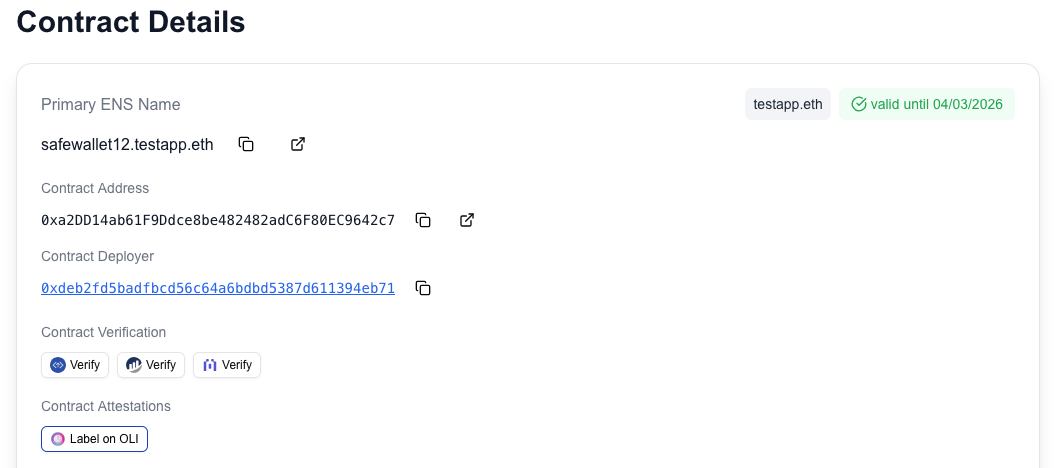 Contract Details
Primary ENS Name
testapp.eth
valid until 04/03/2026
safewallet12.testapp.eth
Contract Address
0xa2DD14ab61F9Ddce8be482482adC6F80EC9642c7
Contract Deployer
0xdeb2fd5badfbcd56c64a6bdbd5387d611394eb71
Contract Verification
Verify Verify Verify
Contract Attestations
Label on OLI